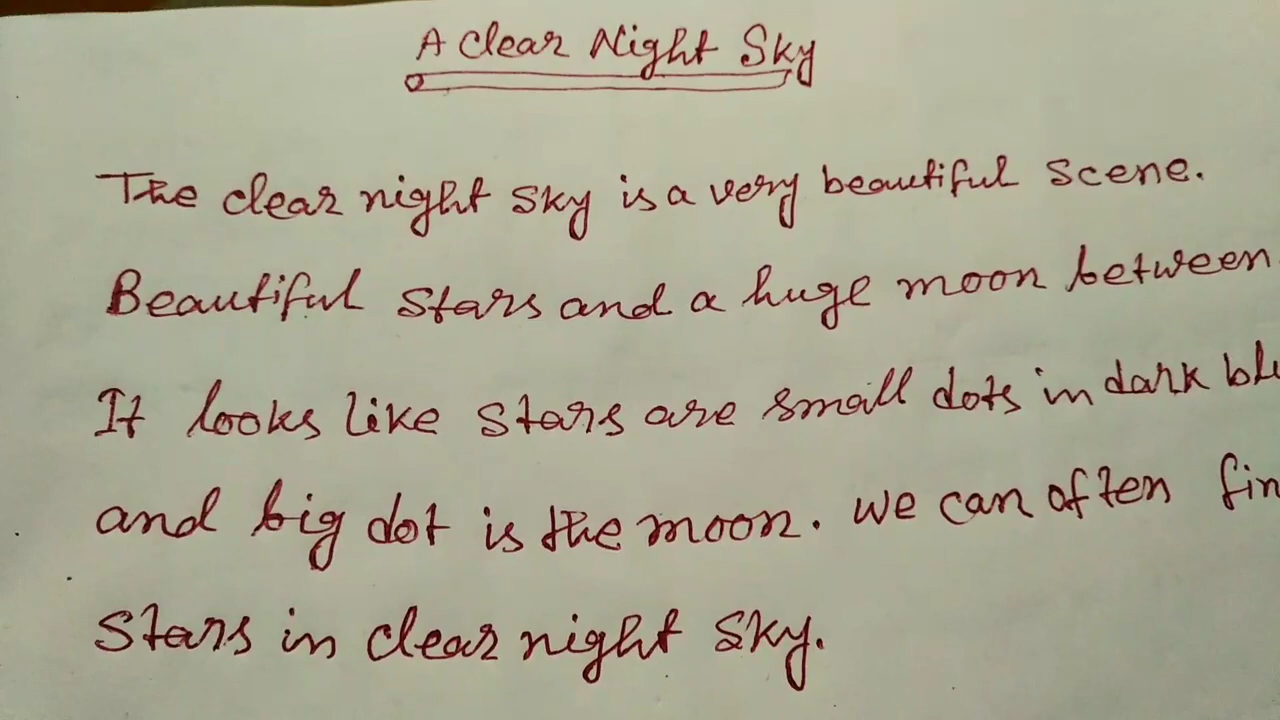 A Clear Night Sky
The clear night sky is a very beautiful scene.
Beautiful stars and a huge moon between
It looks like stars are small dots in dark
and big dot is the moon. we can often
Stars in clear night sky.